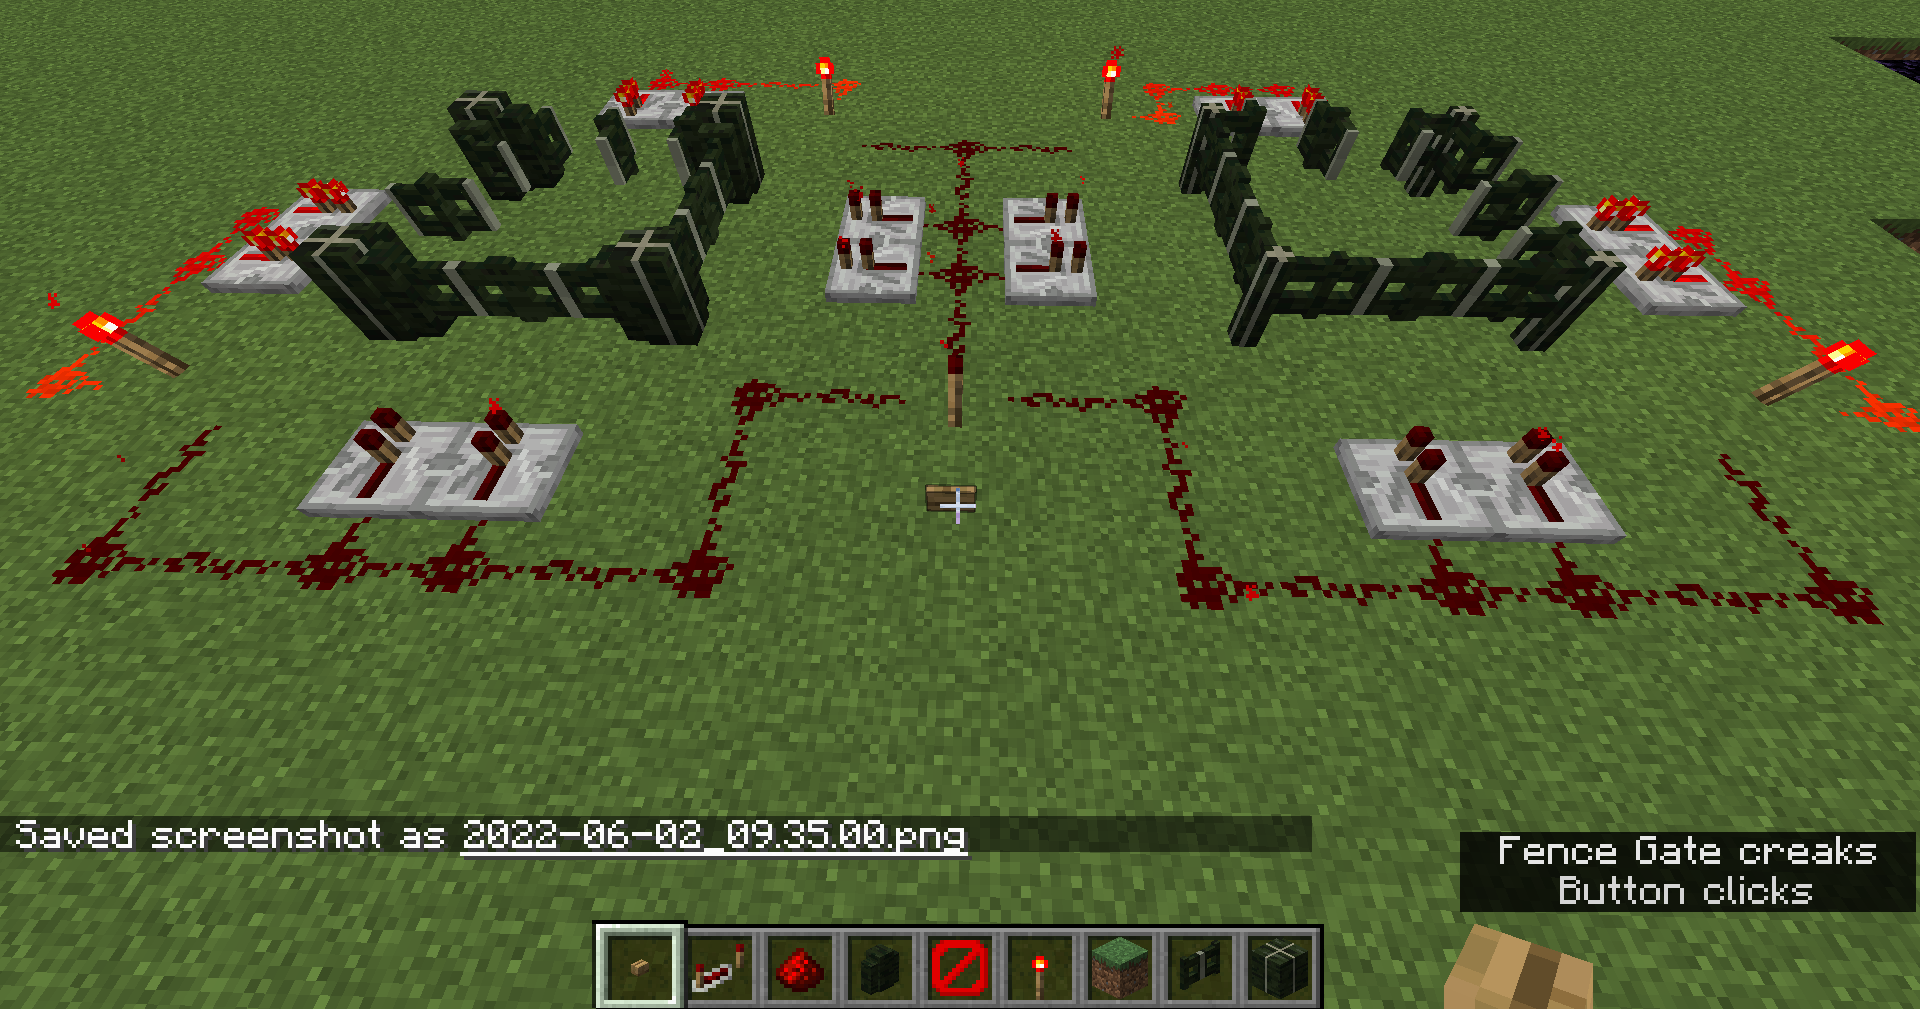 Saved screenshot as 2022-06-02_09.35.00.png
Fence Gate creaks
Button clicks